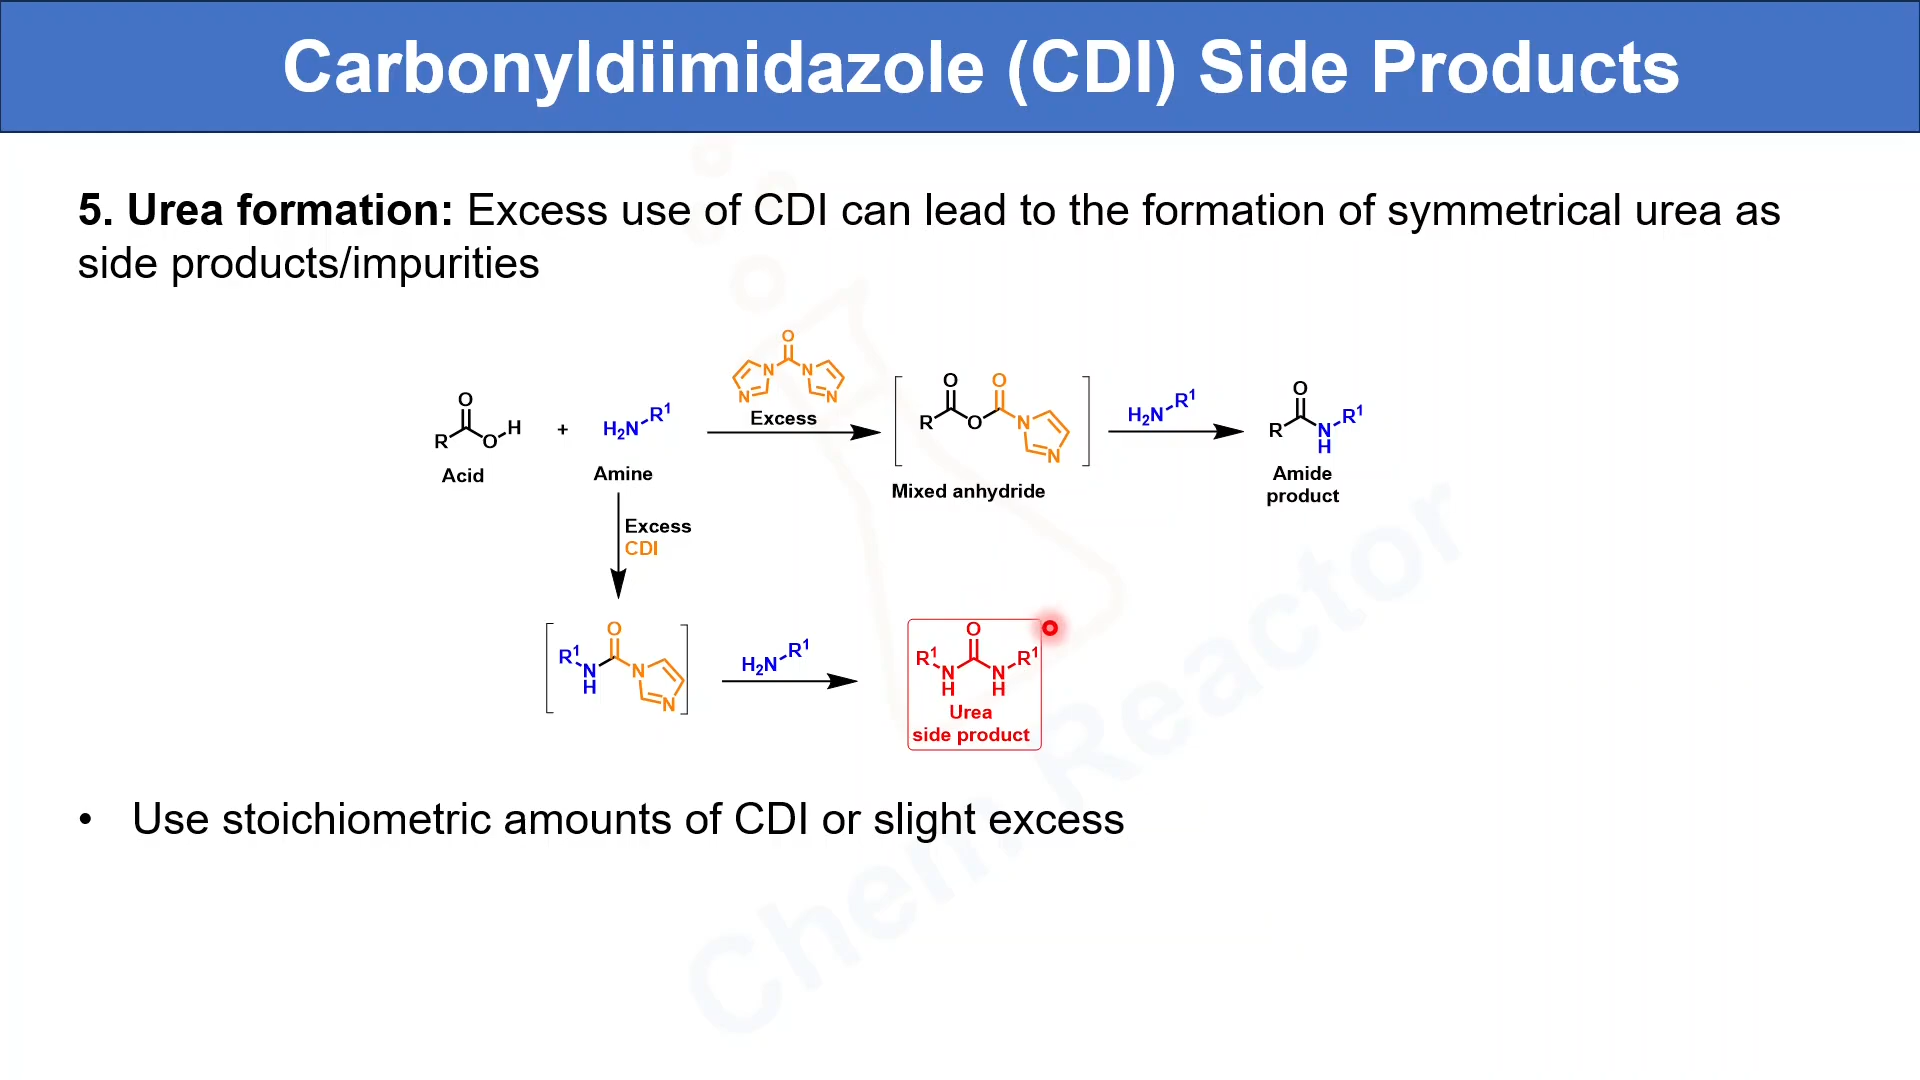 Carbonyldiimidazole (CDI) Side Products
5. Urea formation: Excess use of CDI can lead to the formation of symmetrical urea as
side products/impurities
O
R
O
H
Acid
+
H₂N R¹
Amine
O
N N
N N
Excess
O O
R O N
N
Mixed anhydride
H₂N R¹
O
R N R¹
H
Amide
product
Excess
CDI
O
R¹ N N
H N
H₂N R¹
O
R¹ R¹
N N
H H
Urea
side product
• Use stoichiometric amounts of CDI or slight excess
Chem Reactor